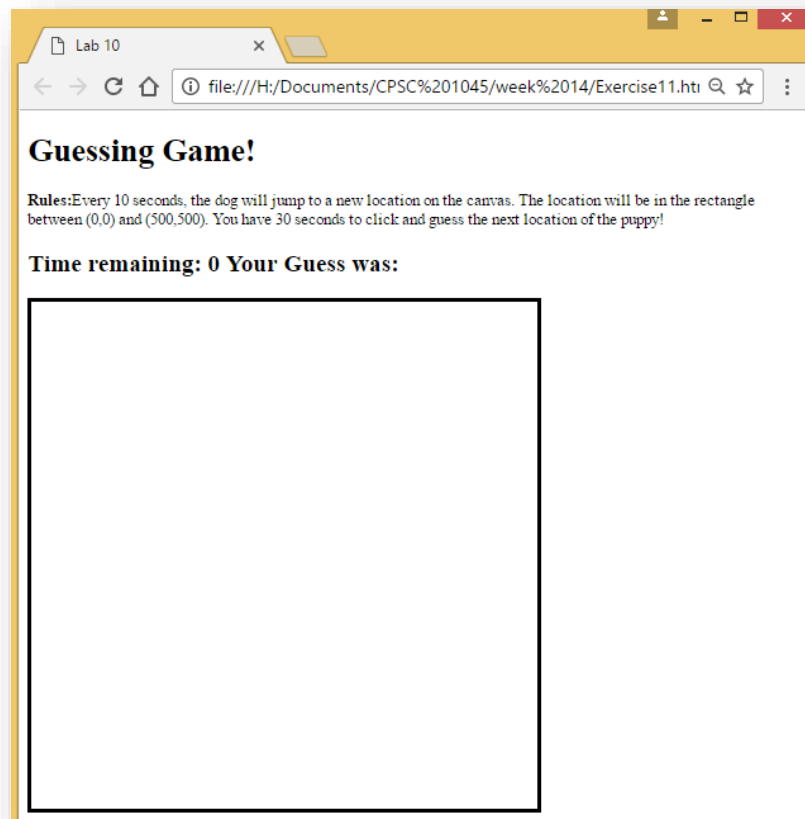 Lab 10
file:///H:/Documents/CPSC%201045/week%2014/Exercise11.htı
Guessing Game!
Rules:Every 10 seconds, the dog will jump to a new location on the canvas. The location will be in the rectangle
between (0,0) and (500,500). You have 30 seconds to click and guess the next location of the puppy!
Time remaining: 0 Your Guess was: